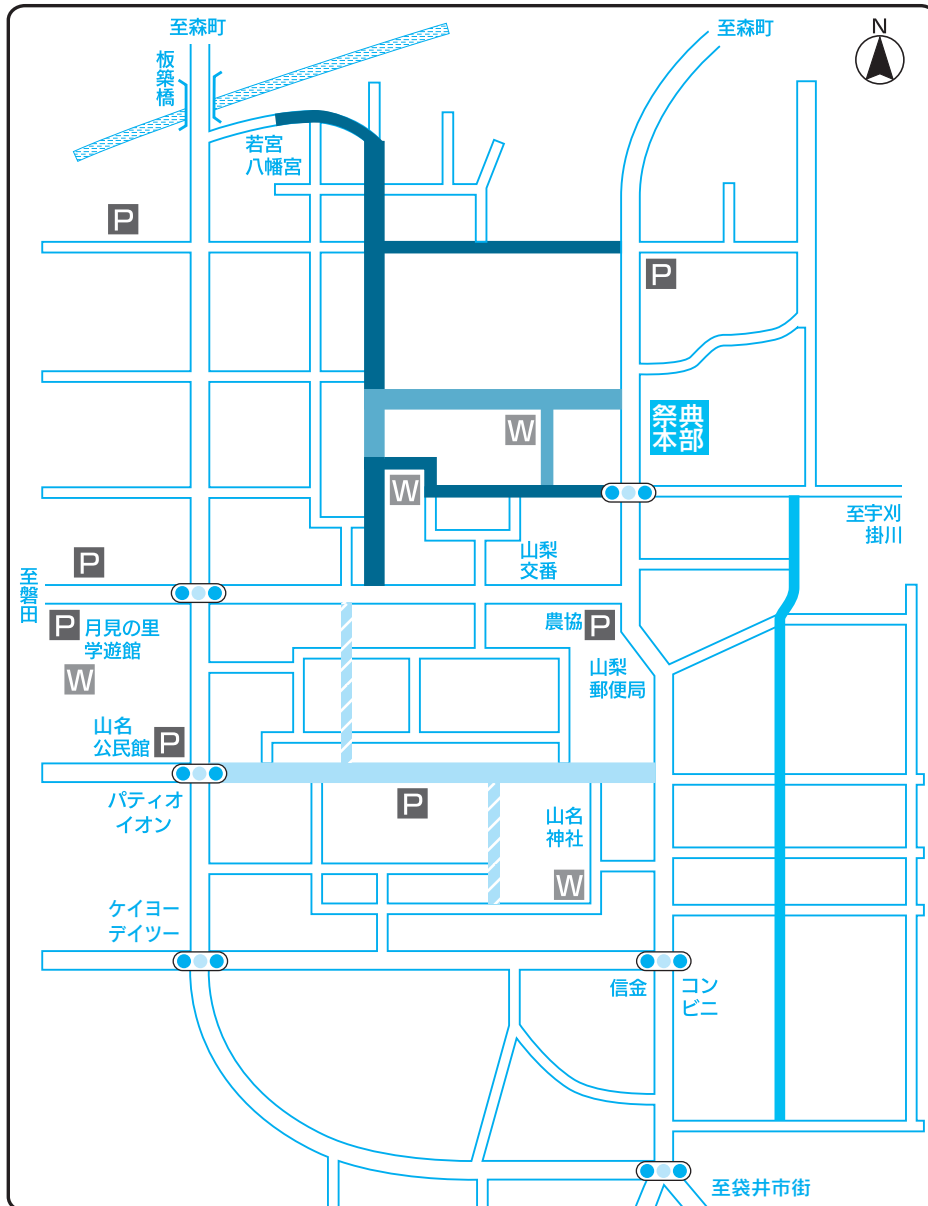 至森町
至森町
N
板築橋
若宮
八幡宮
P
P
祭典
本部
W
W
至宇刈
掛川
山梨
交番
P
至磐田
P
月見の里
学遊館
W
農協
P
山梨
郵便局
山名
公民館
P
パティオ
イオン
P
山名
神社
W
ケイヨー
デイツー
信金
コン
ビニ
至袋井市街